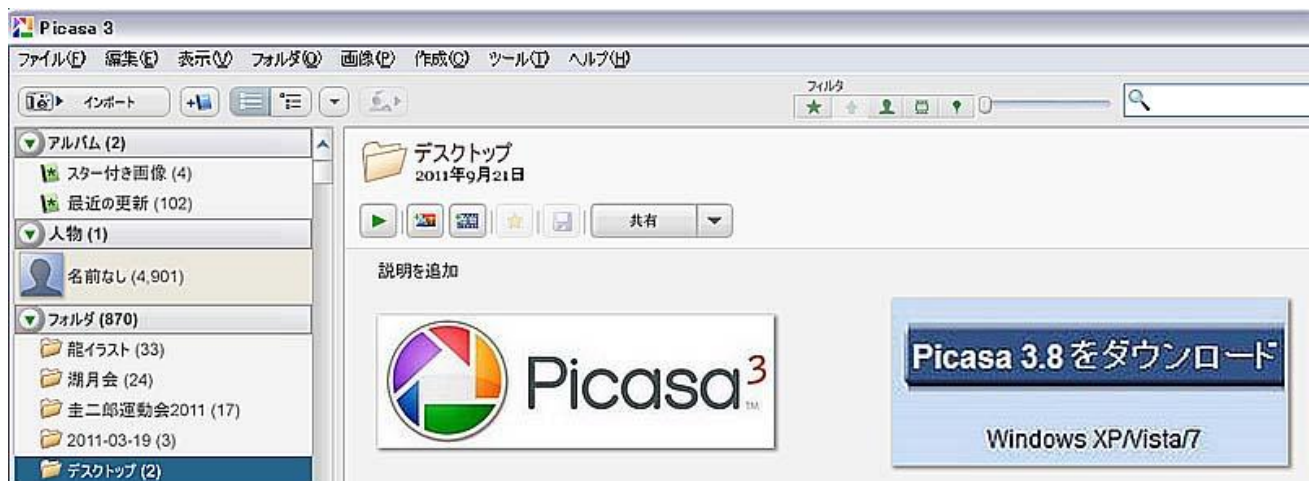 Picasa 3
ファイル(F) 編集(E) 表示(V) フォルダ(O) 画像(P) 作成(C) ツール(T) ヘルプ(H)
インポート
フィルタ
アルバム (2)
スター付き画像 (4)
最近の更新 (102)
人物 (1)
名前なし (4,901)
フォルダ (870)
龍イラスト (33)
湖月会 (24)
圭二郎運動会2011 (17)
2011-03-19 (3)
デスクトップ (2)
デスクトップ
2011年9月21日
共有
説明を追加
Picasa3 TM
Picasa 3.8をダウンロード
Windows XP/Vista/7